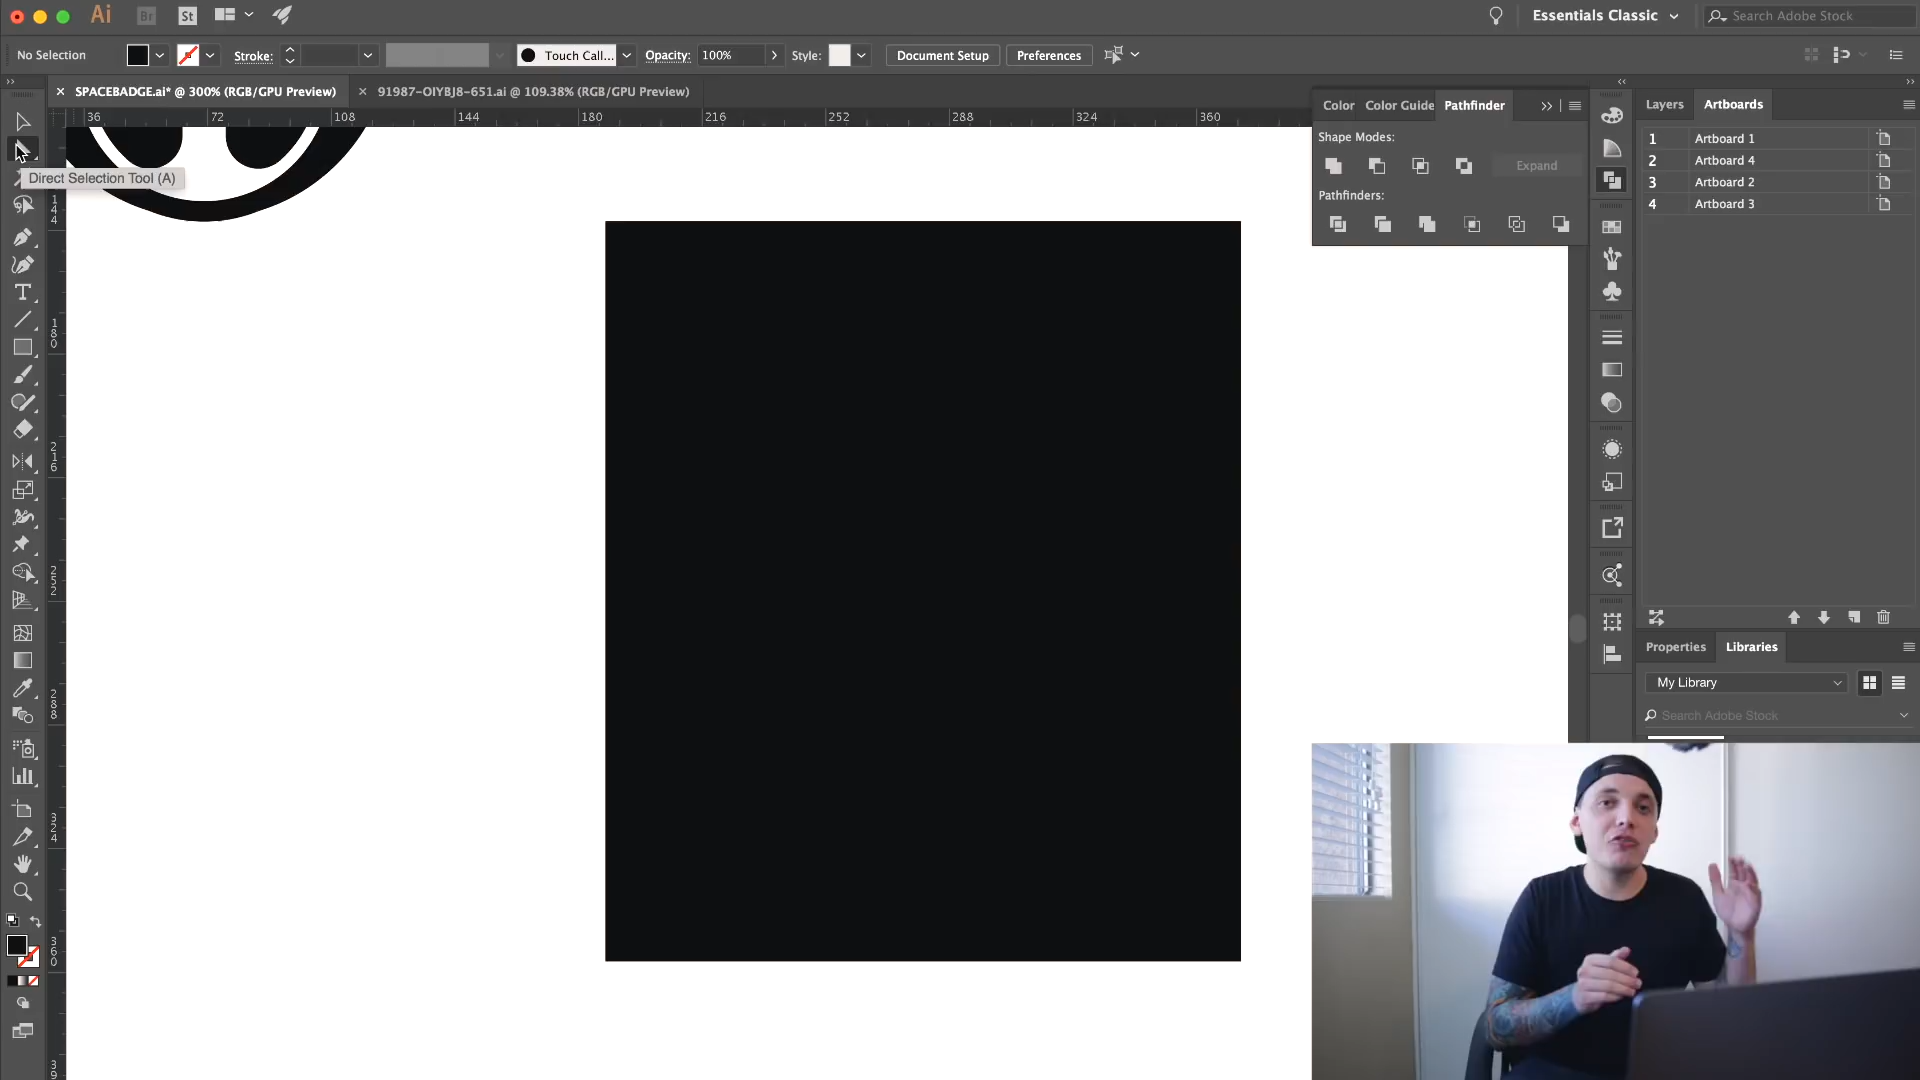 Ai
Br
St
Essentials Classic
Search Adobe Stock
No Selection
Stroke:
Touch Call...
Opacity:
100%
Style:
Document Setup
Preferences
SPACEBADGE.ai* @ 300% (RGB/GPU Preview)
91987-OIYBJ8-651.ai @ 109.38% (RGB/GPU Preview)
36
72
108
144
180
216
252
288
324
360
Color
Color Guide
Pathfinder
Layers
Artboards
Shape Modes:
Expand
Pathfinders:
1 Artboard 1
2 Artboard 4
3 Artboard 2
4 Artboard 3
Direct Selection Tool (A)
144
180
216
252
288
324
360
39
T
Properties
Libraries
My Library
Search Adobe Stock